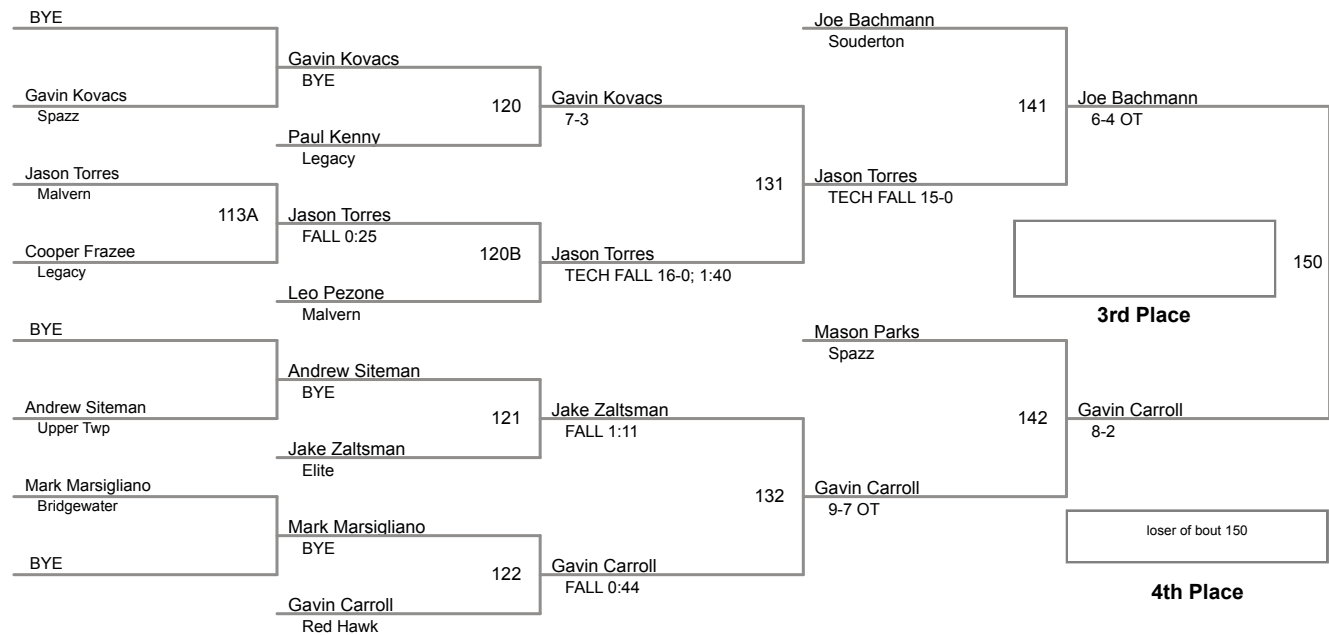 BYE
Gavin Kovacs
Spazz
Jason Torres
Malvern
113A
Cooper Frazee
Legacy
BYE
Andrew Siteman
Upper Twp
Mark Marsigliano
Bridgewater
BYE
Gavin Kovacs
BYE
120
Paul Kenny
Legacy
Jason Torres
FALL 0:25
120B
Leo Pezone
Malvern
Andrew Siteman
BYE
121
Jake Zaltsman
Elite
Mark Marsigliano
BYE
122
Gavin Carroll
Red Hawk
Gavin Kovacs
7-3
131
Jason Torres
TECH FALL 16-0; 1:40
Jake Zaltsman
FALL 1:11
132
Gavin Carroll
FALL 0:44
Joe Bachmann
Souderton
141
Jason Torres
TECH FALL 15-0
Mason Parks
Spazz
142
Gavin Carroll
9-7 OT
Joe Bachmann
6-4 OT
150
3rd Place
Gavin Carroll
8-2
loser of bout 150
4th Place